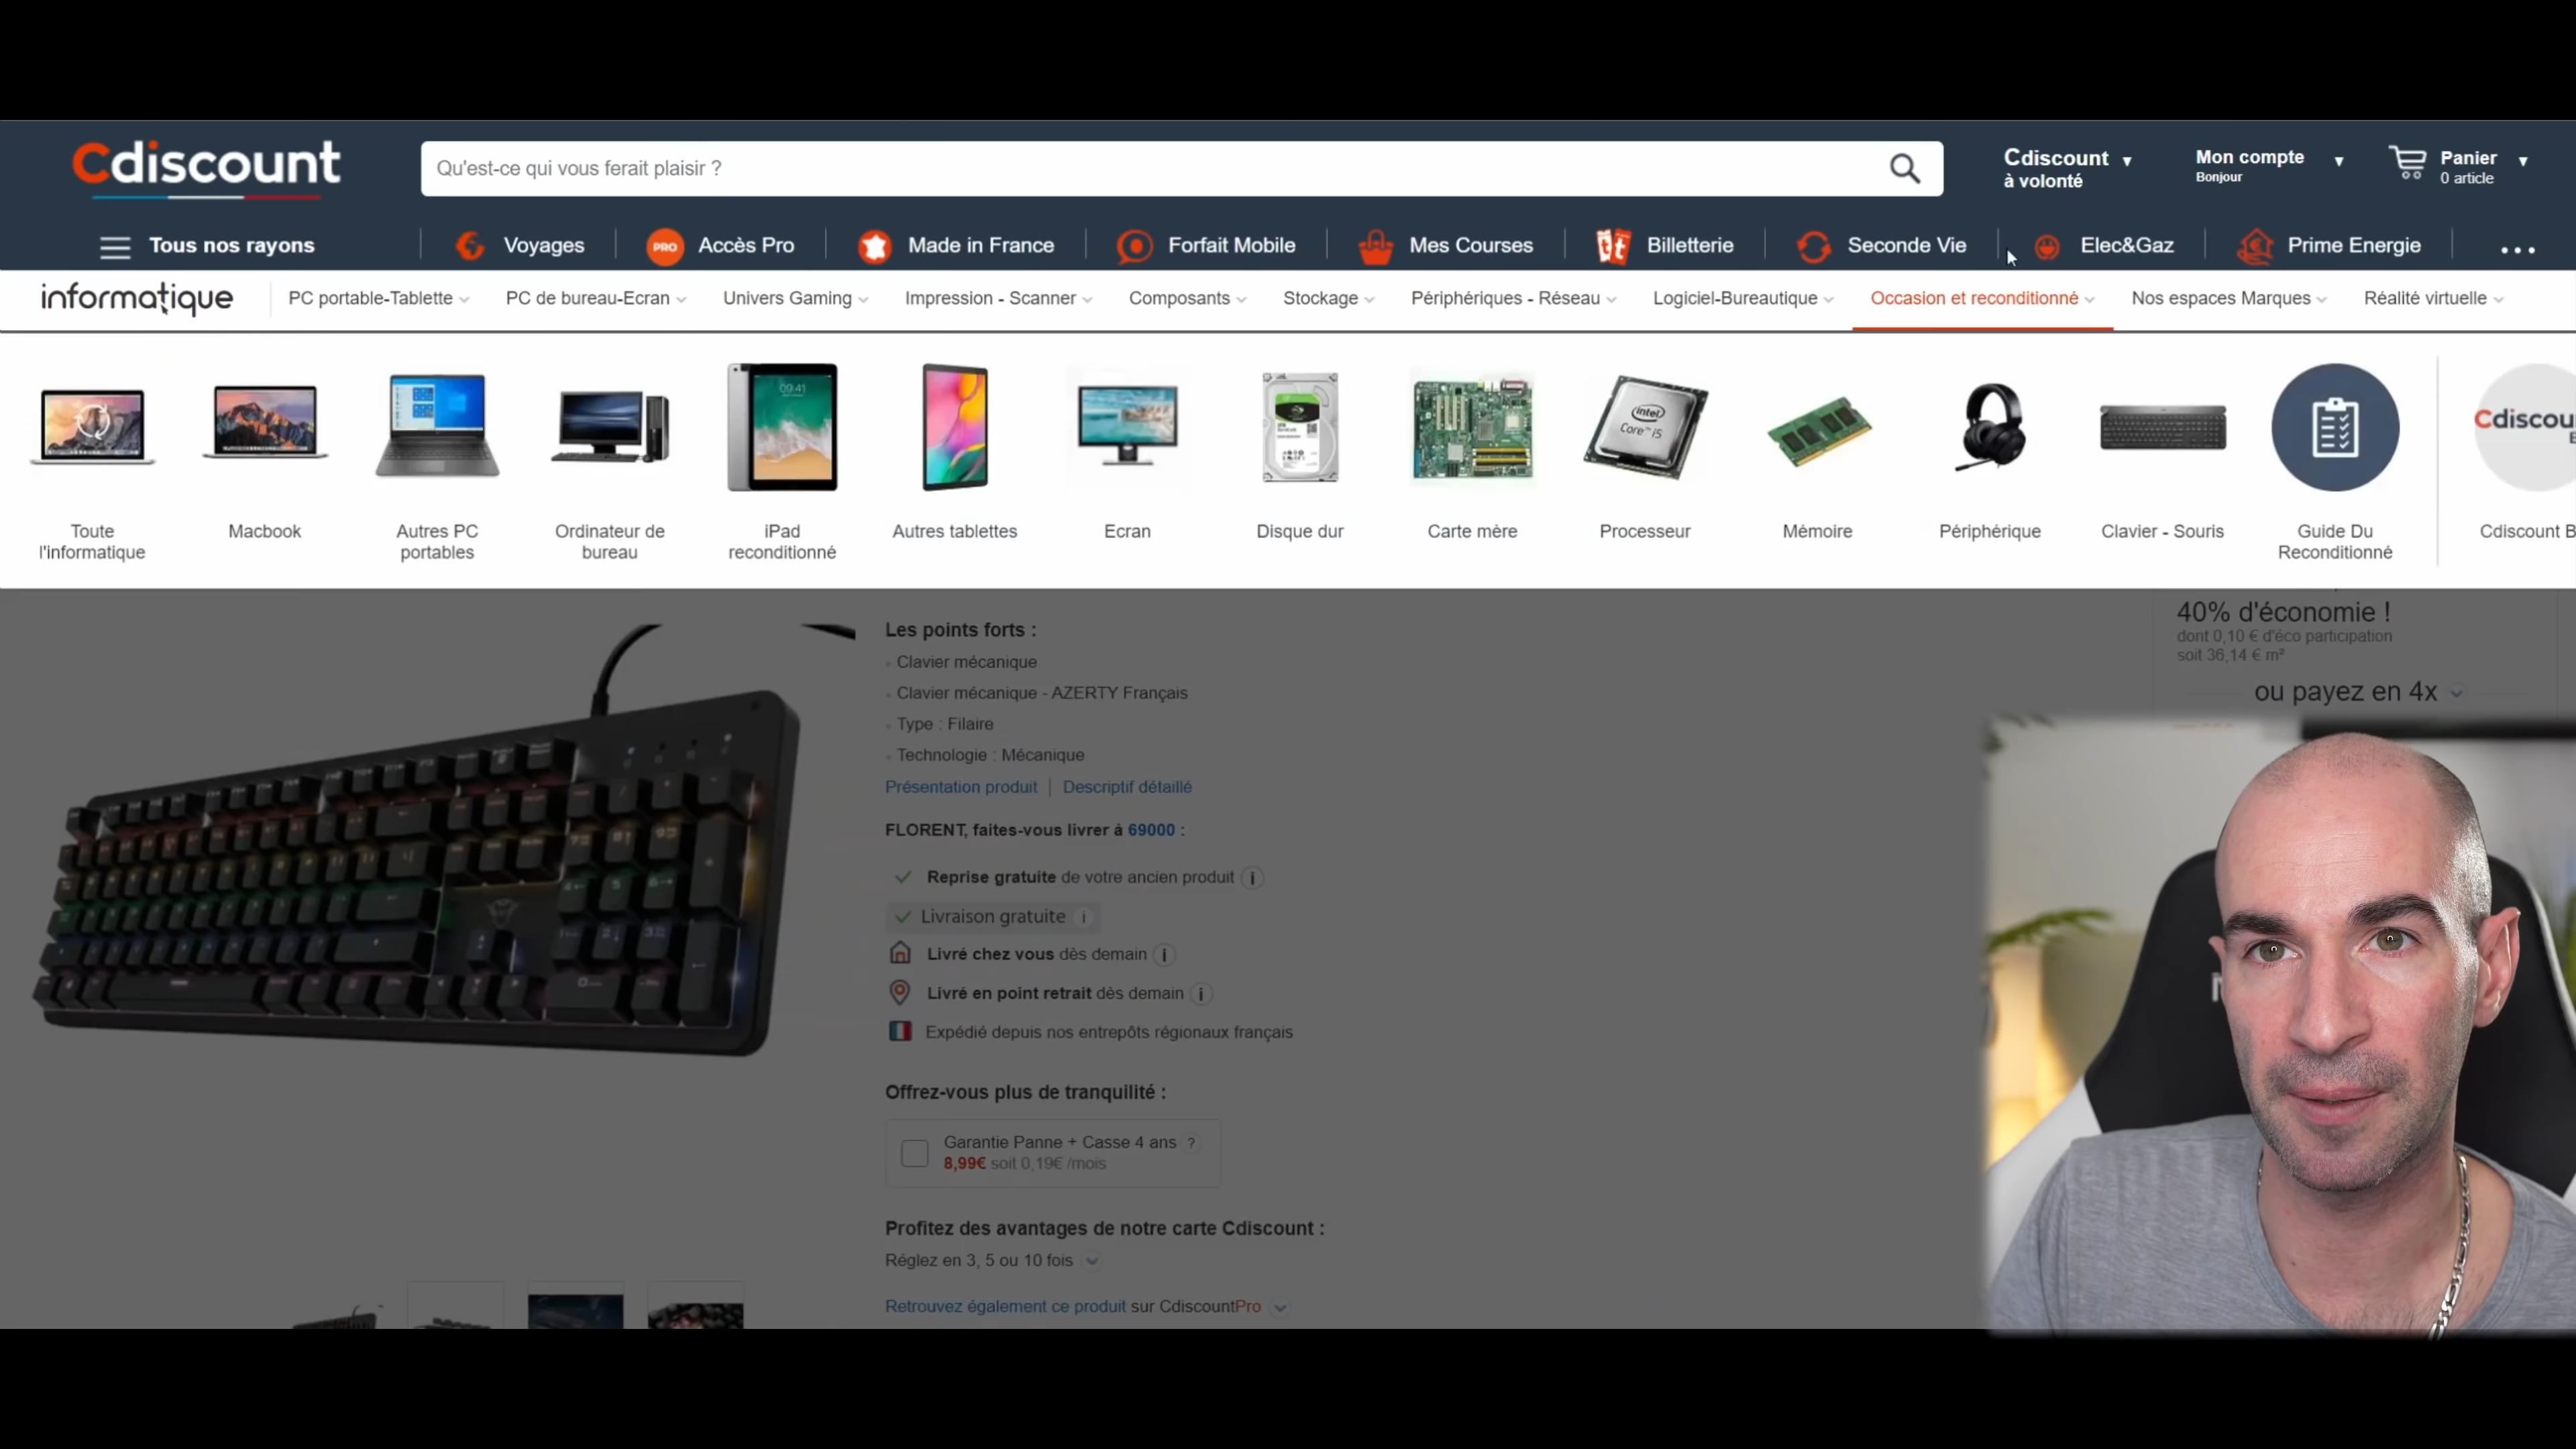 Cdiscount
Qu'est-ce qui vous ferait plaisir ?
Cdiscount
à volonté
Mon compte
Bonjour
Panier
0 article
Tous nos rayons
Voyages
PRO
Accès Pro
Made in France
Forfait Mobile
Mes Courses
Billetterie
Seconde Vie
Elec&Gaz
Prime Energie
informatique
PC portable-Tablette
PC de bureau-Ecran
Univers Gaming
Impression - Scanner
Composants
Stockage
Périphériques - Réseau
Logiciel-Bureautique
Occasion et reconditionné
Nos espaces Marques
Réalité virtuelle
09:41
intel
Core i5
Cdiscou
Toute
l'informatique
Macbook
Autres PC
portables
Ordinateur de
bureau
iPad
reconditionné
Autres tablettes
Ecran
Disque dur
Carte mère
Processeur
Mémoire
Périphérique
Clavier - Souris
Guide Du
Reconditionné
Cdiscount B
Les points forts :
Clavier mécanique
Clavier mécanique - AZERTY Français
Type : Filaire
Technologie : Mécanique
Présentation produit | Descriptif détaillé
FLORENT, faites-vous livrer à 69000 :
Reprise gratuite de votre ancien produit
Livraison gratuite
Livré chez vous dès demain
Livré en point retrait dès demain
Expédié depuis nos entrepôts régionaux français
Offrez-vous plus de tranquilité :
Garantie Panne + Casse 4 ans ?
8,99€ soit 0,19€ /mois
Profitez des avantages de notre carte Cdiscount :
Réglez en 3, 5 ou 10 fois
Retrouvez également ce produit sur CdiscountPro
40% d'économie !
dont 0,10 € d'éco participation
soit 36,14 € m²
ou payez en 4x